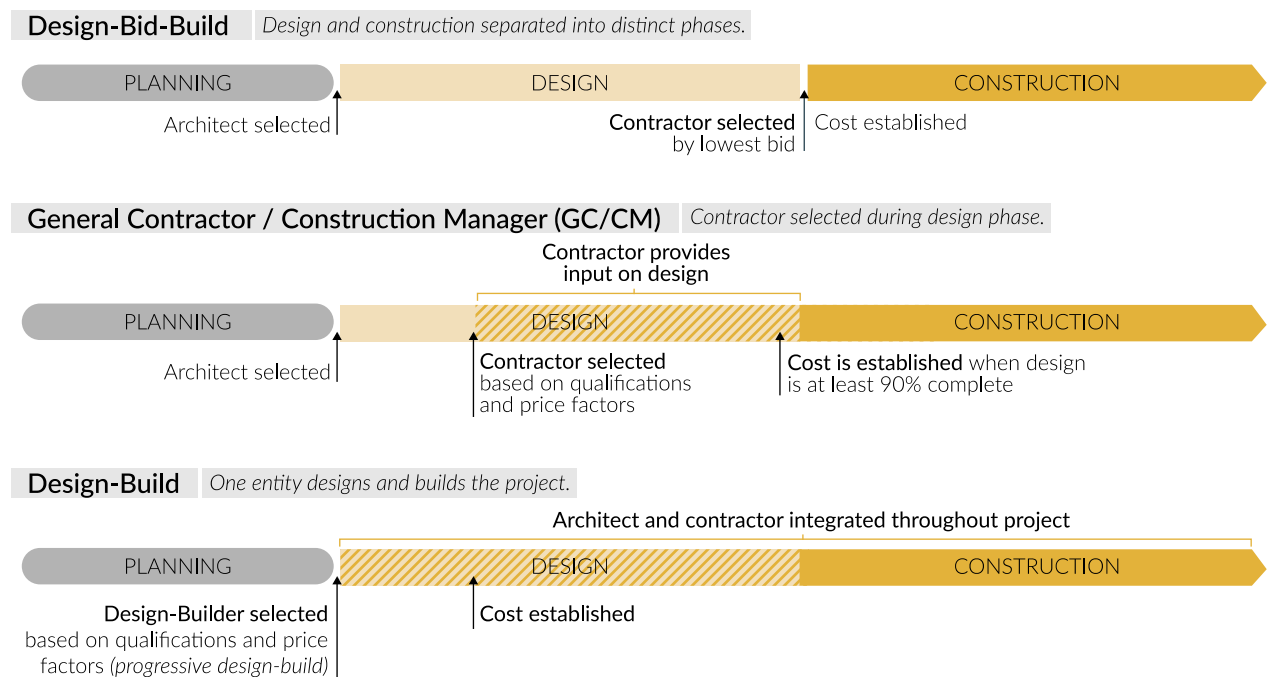 Design-Bid-Build
Design and construction separated into distinct phases.
PLANNING
DESIGN
CONSTRUCTION
Architect selected
Contractor selected
by lowest bid
Cost established
General Contractor / Construction Manager (GC/CM)
Contractor selected during design phase.
Contractor provides
input on design
PLANNING
DESIGN
CONSTRUCTION
Architect selected
Contractor selected
based on qualifications
and price factors
Cost is established when design
is at least 90% complete
Design-Build
One entity designs and builds the project.
Architect and contractor integrated throughout project
PLANNING
DESIGN
CONSTRUCTION
Design-Builder selected
based on qualifications and price
factors (progressive design-build)
Cost established